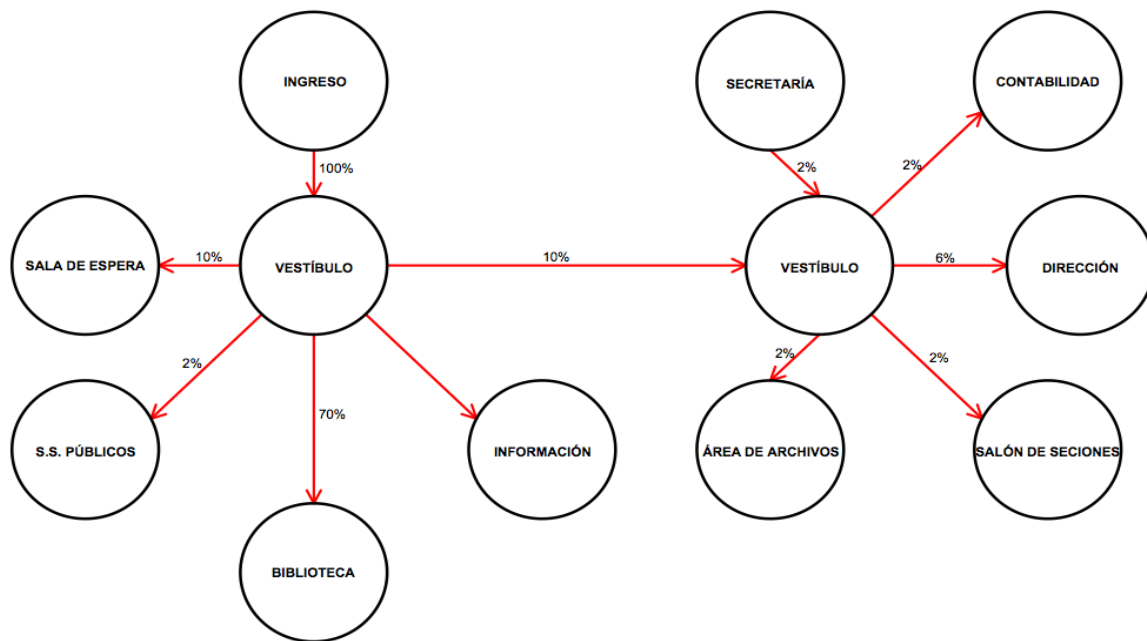 INGRESO
SECRETARÍA
CONTABILIDAD
100%
2%
2%
SALA DE ESPERA
10%
VESTÍBULO
10%
VESTÍBULO
6%
DIRECCIÓN
2%
70%
2%
2%
S.S. PÚBLICOS
INFORMACIÓN
ÁREA DE ARCHIVOS
SALÓN DE SECIONES
BIBLIOTECA